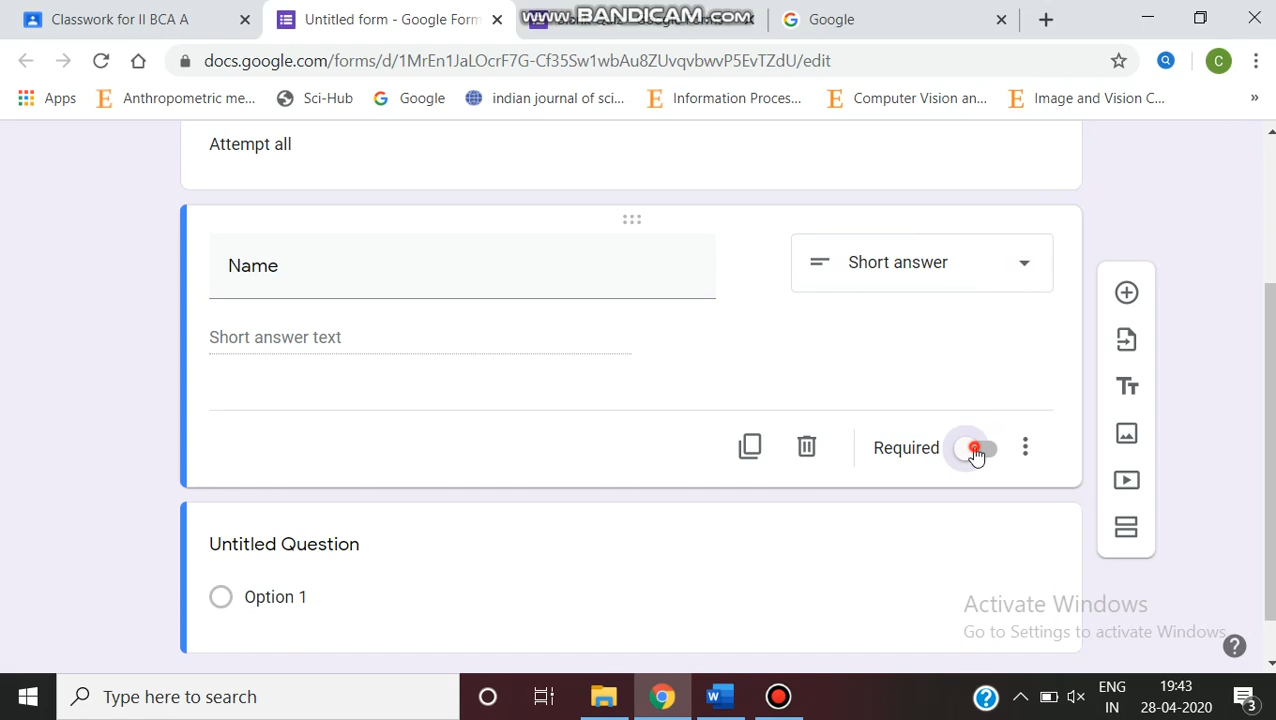 Classwork for II BCA A
Untitled form - Google Form
www.BANDICAM.com
Google
docs.google.com/forms/d/1MrEn1JaLOcrF7G-Cf35Sw1wbAu8ZUvqvbwvP5EvTZdU/edit
C
Apps
Anthropometric me...
Sci-Hub
Google
indian journal of sci...
Information Proces...
Computer Vision an...
Image and Vision C...
»
Attempt all
Name
Short answer
Short answer text
Required
Untitled Question
Option 1
Activate Windows
Go to Settings to activate Windows.
Type here to search
ENG
IN
19:43
28-04-2020
3